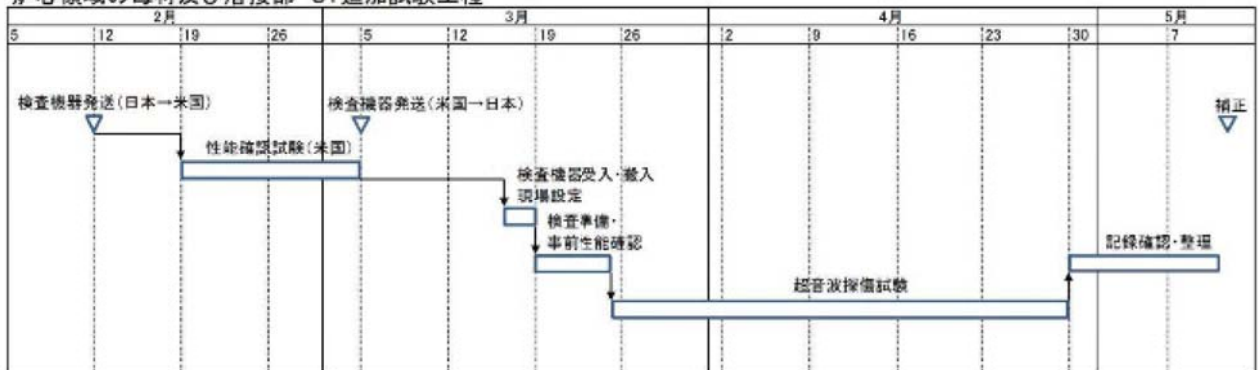 2月 3月 4月 5月
5 12 19 26 5 12 19 26 2 9 16 23 30 7
検査機器発送(日本→米国) 検査機器発送(米国→日本) 補正
性能確認試験(米国)
検査機器受入・搬入
現場設定
検査準備・
事前性能確認
記録確認・整理
超音波探傷試験